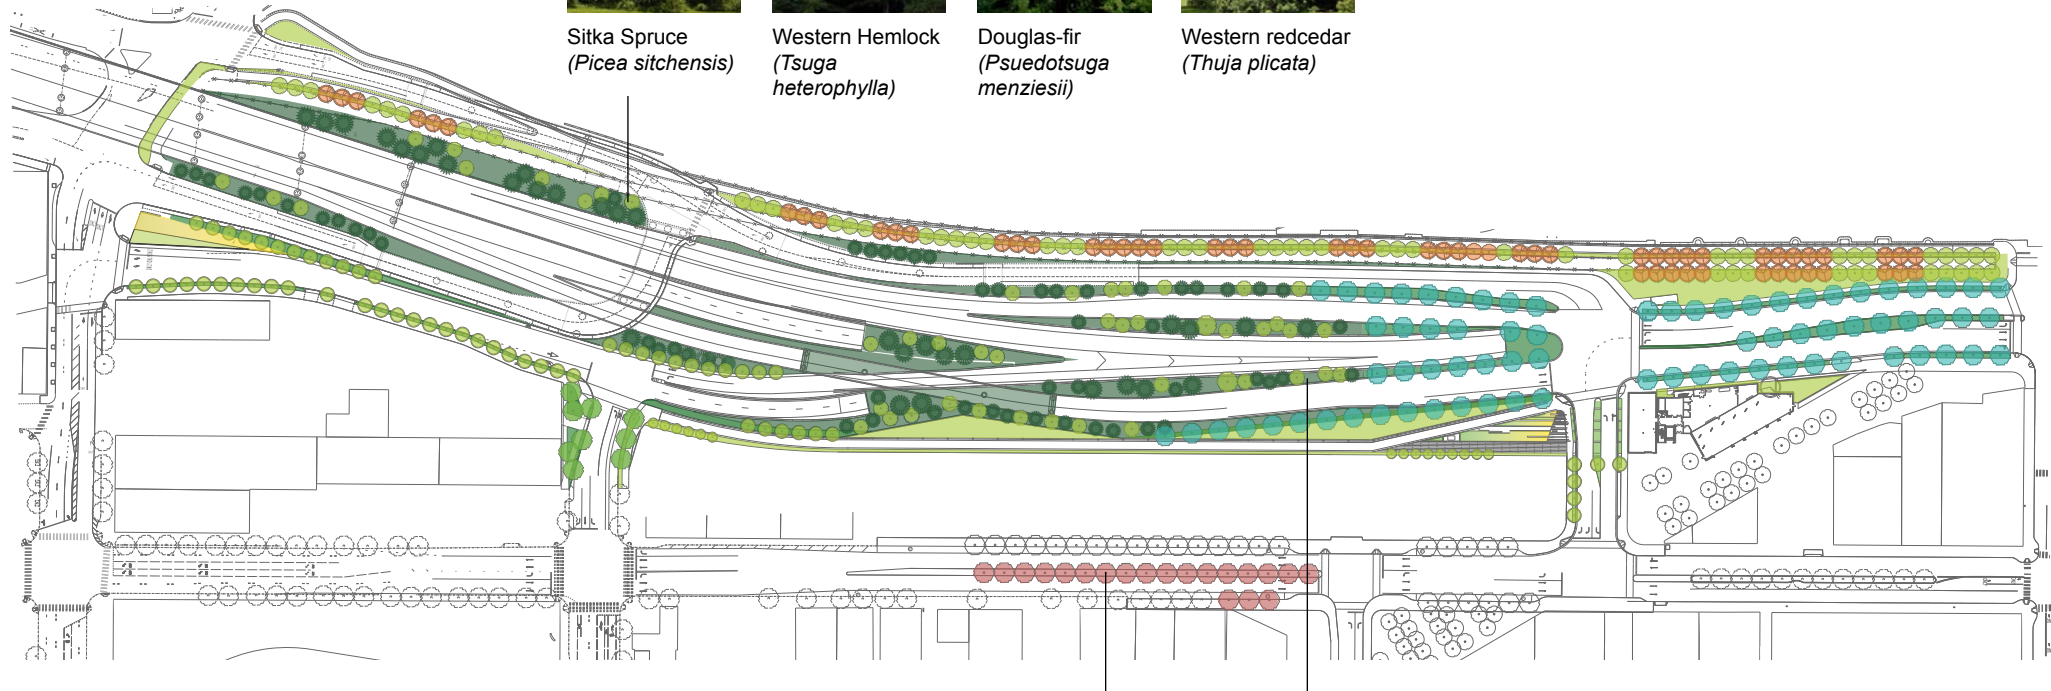 Sitka Spruce
(Picea sitchensis)
Western Hemlock
(Tsuga
heterophylla)
Douglas-fir
(Psuedotsuga
menziesii)
Western redcedar
(Thuja plicata)